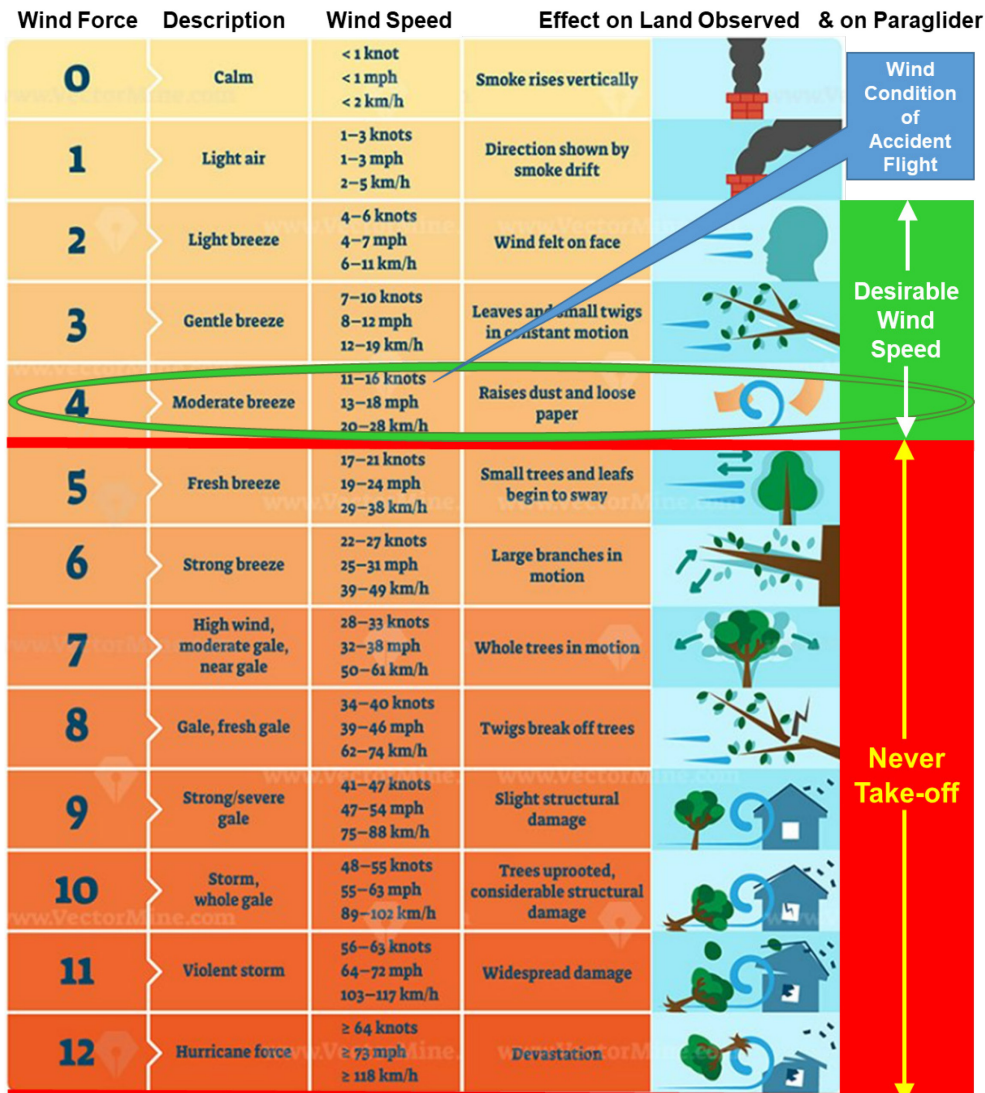 Wind Force Description Wind Speed Effect on Land Observed & on Paraglider
0
Calm
< 1 knot
< 1 mph
< 2 km/h
Smoke rises vertically
Wind
Condition
of
Accident
Flight
1
Light air
1–3 knots
1–3 mph
2–5 km/h
Direction shown by
smoke drift
2
Light breeze
4–6 knots
4–7 mph
6–11 km/h
Wind felt on face
3
Gentle breeze
7–10 knots
8–12 mph
12–19 km/h
Leaves and small twigs
in constant motion
Desirable
Wind
Speed
4
Moderate breeze
11–16 knots
13–18 mph
20–28 km/h
Raises dust and loose
paper
5
Fresh breeze
17–21 knots
19–24 mph
29–38 km/h
Small trees and leafs
begin to sway
6
Strong breeze
22–27 knots
25–31 mph
39–49 km/h
Large branches in
motion
7
High wind,
moderate gale,
near gale
28–33 knots
32–38 mph
50–61 km/h
Whole trees in motion
8
Gale, fresh gale
34–40 knots
39–46 mph
62–74 km/h
Twigs break off trees
Never
Take-off
9
Strong/severe
gale
41–47 knots
47–54 mph
75–88 km/h
Slight structural
damage
10
Storm,
whole gale
48–55 knots
55–63 mph
89–102 km/h
Trees uprooted,
considerable structural
damage
www.VectorMine.com
11
Violent storm
56–63 knots
64–72 mph
103–117 km/h
Widespread damage
12
Hurricane force
≥ 64 knots
≥ 73 mph
≥ 118 km/h
Devastation